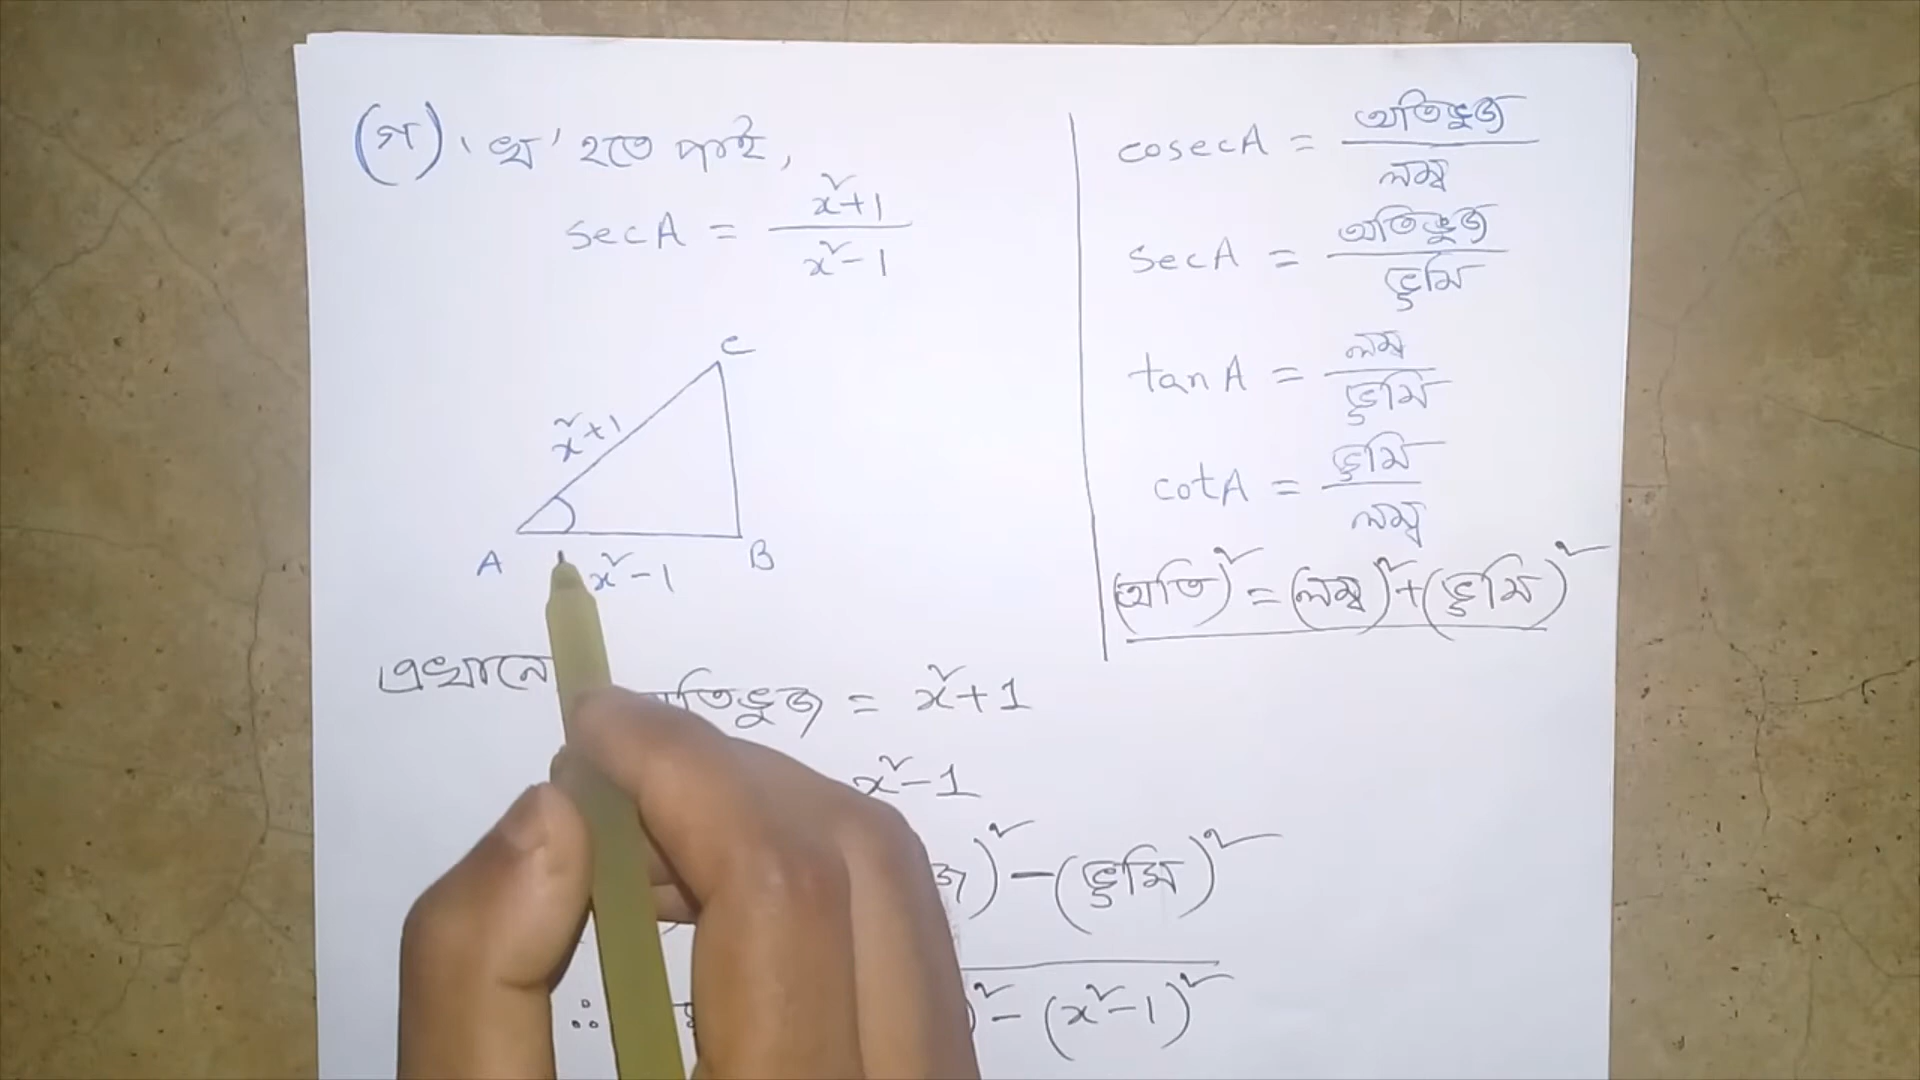 (গ) 'খ' হতে পাই,
secA = x²+1 / x²-1
C
x²+1
A
B
x²-1
cosecA = অতিভুজ / লম্ব
secA = অতিভুজ / ভূমি
tanA = লম্ব / ভূমি
cotA = ভূমি / লম্ব
(অতি)² = (লম্ব)² + (ভূমি)²
এখানে
তিভুজ = x²+1
x²-1
জ)² - (ভূমি)²
∴
)² - (x²-1)²